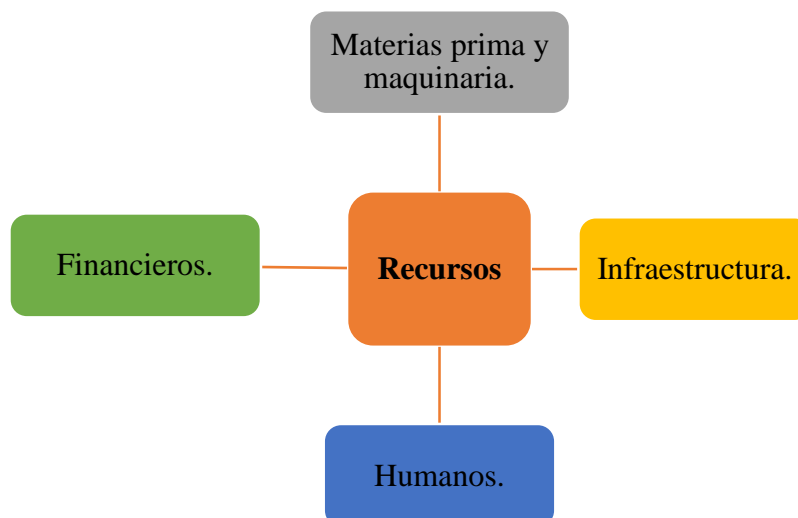 Materias prima y
maquinaria.
Financieros.
Recursos
Infraestructura.
Humanos.